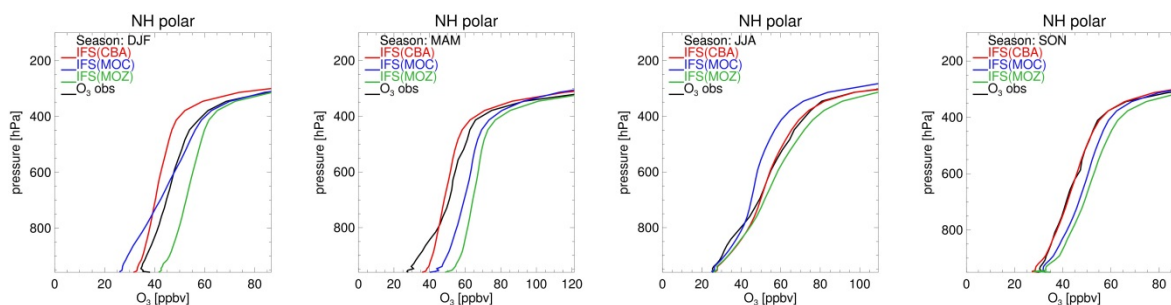 NH polar
Season: DJF
IFS(CBA)
IFS(MOC)
IFS(MOZ)
O₃ obs
200
400
600
800
pressure [hPa]
0 20 40 60 80
O₃ [ppbv]
NH polar
Season: MAM
IFS(CBA)
IFS(MOC)
IFS(MOZ)
O₃ obs
200
400
600
800
pressure [hPa]
0 20 40 60 80 100 120
O₃ [ppbv]
NH polar
Season: JJA
IFS(CBA)
IFS(MOC)
IFS(MOZ)
O₃ obs
200
400
600
800
pressure [hPa]
0 20 40 60 80 100
O₃ [ppbv]
NH polar
Season: SON
IFS(CBA)
IFS(MOC)
IFS(MOZ)
O₃ obs
200
400
600
800
pressure [hPa]
0 20 40 60 80
O₃ [ppbv]